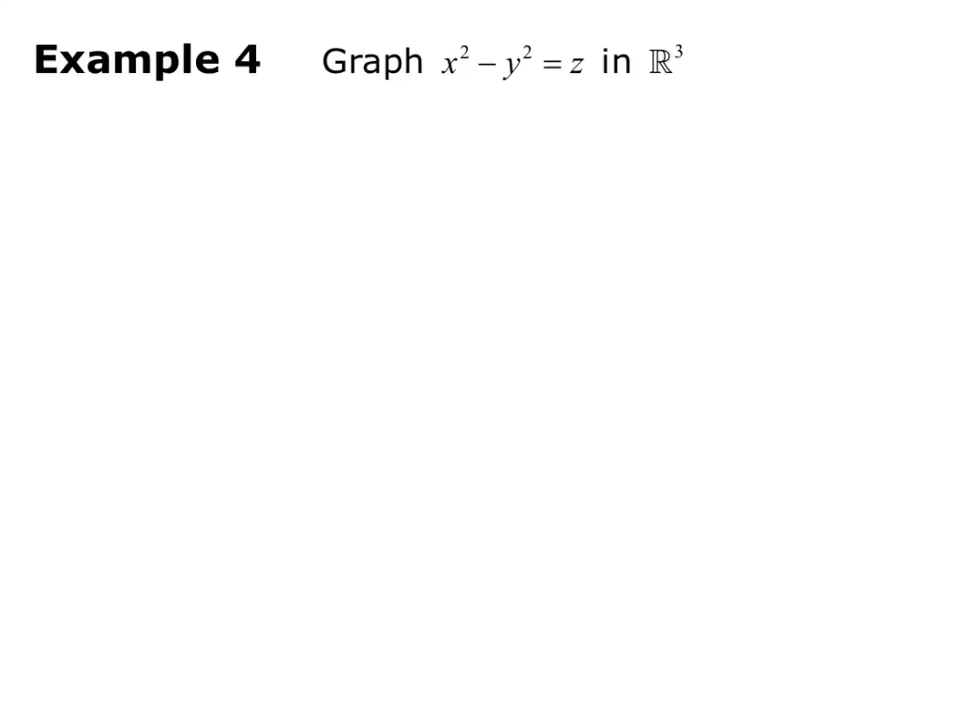 Example 4 Graph x² − y² = z in ℝ³